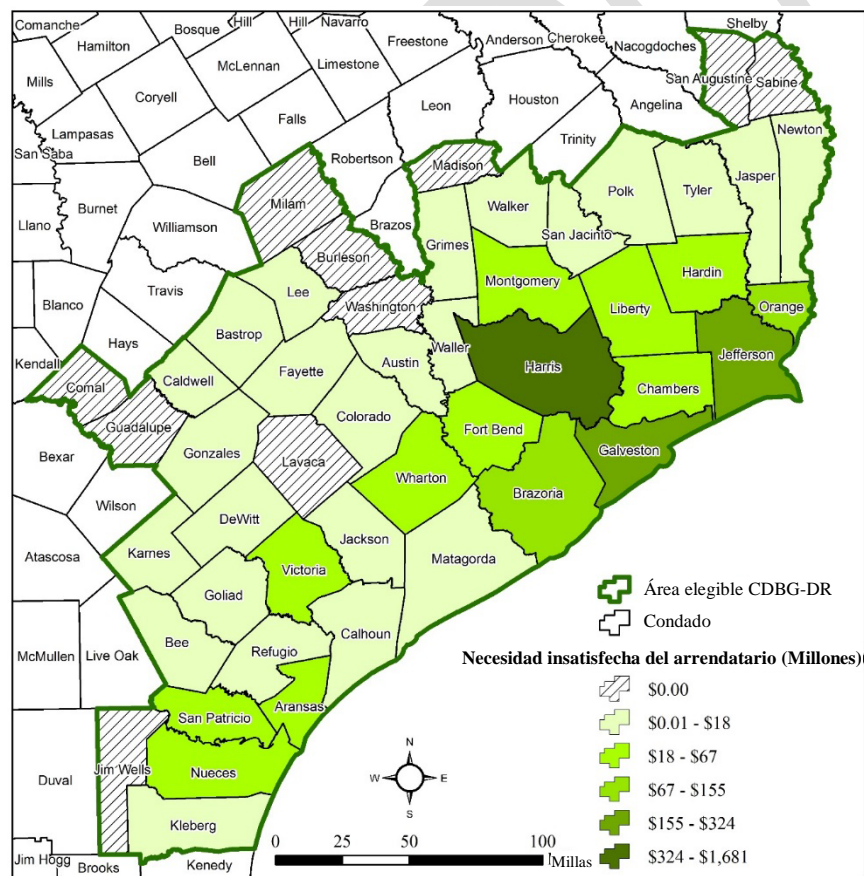 Comanche
Hamilton
Bosque
Hill
Hill
Navarro
Freestone
Anderson
Cherokee
Nacogdoches
Shelby
Mills
Coryell
McLennan
Limestone
Leon
Houston
Angelina
San Augustine
Sabine
San Saba
Lampasas
Bell
Falls
Robertson
Madison
Trinity
Polk
Tyler
Jasper
Newton
Llano
Burnet
Williamson
Milam
Brazos
Grimes
Walker
San Jacinto
Burleson
Blanco
Travis
Lee
Washington
Montgomery
Liberty
Hardin
Orange
Kendall
Hays
Bastrop
Austin
Waller
Harris
Jefferson
Comal
Caldwell
Fayette
Chambers
Guadalupe
Colorado
Fort Bend
Galveston
Bexar
Gonzales
Lavaca
Wharton
Brazoria
Wilson
DeWitt
Jackson
Matagorda
Atascosa
Karnes
Victoria
Goliad
Calhoun
McMullen
Live Oak
Bee
Refugio
Aransas
San Patricio
Duval
Jim Wells
Nueces
Kleberg
Jim Hogg
Brooks
Kenedy
N
W
E
S
0 25 50 100
Millas
Área elegible CDBG-DR
Condado
Necesidad insatisfecha del arrendatario (Millones)(
$0.00
$0.01 - $18
$18 - $67
$67 - $155
$155 - $324
$324 - $1,681